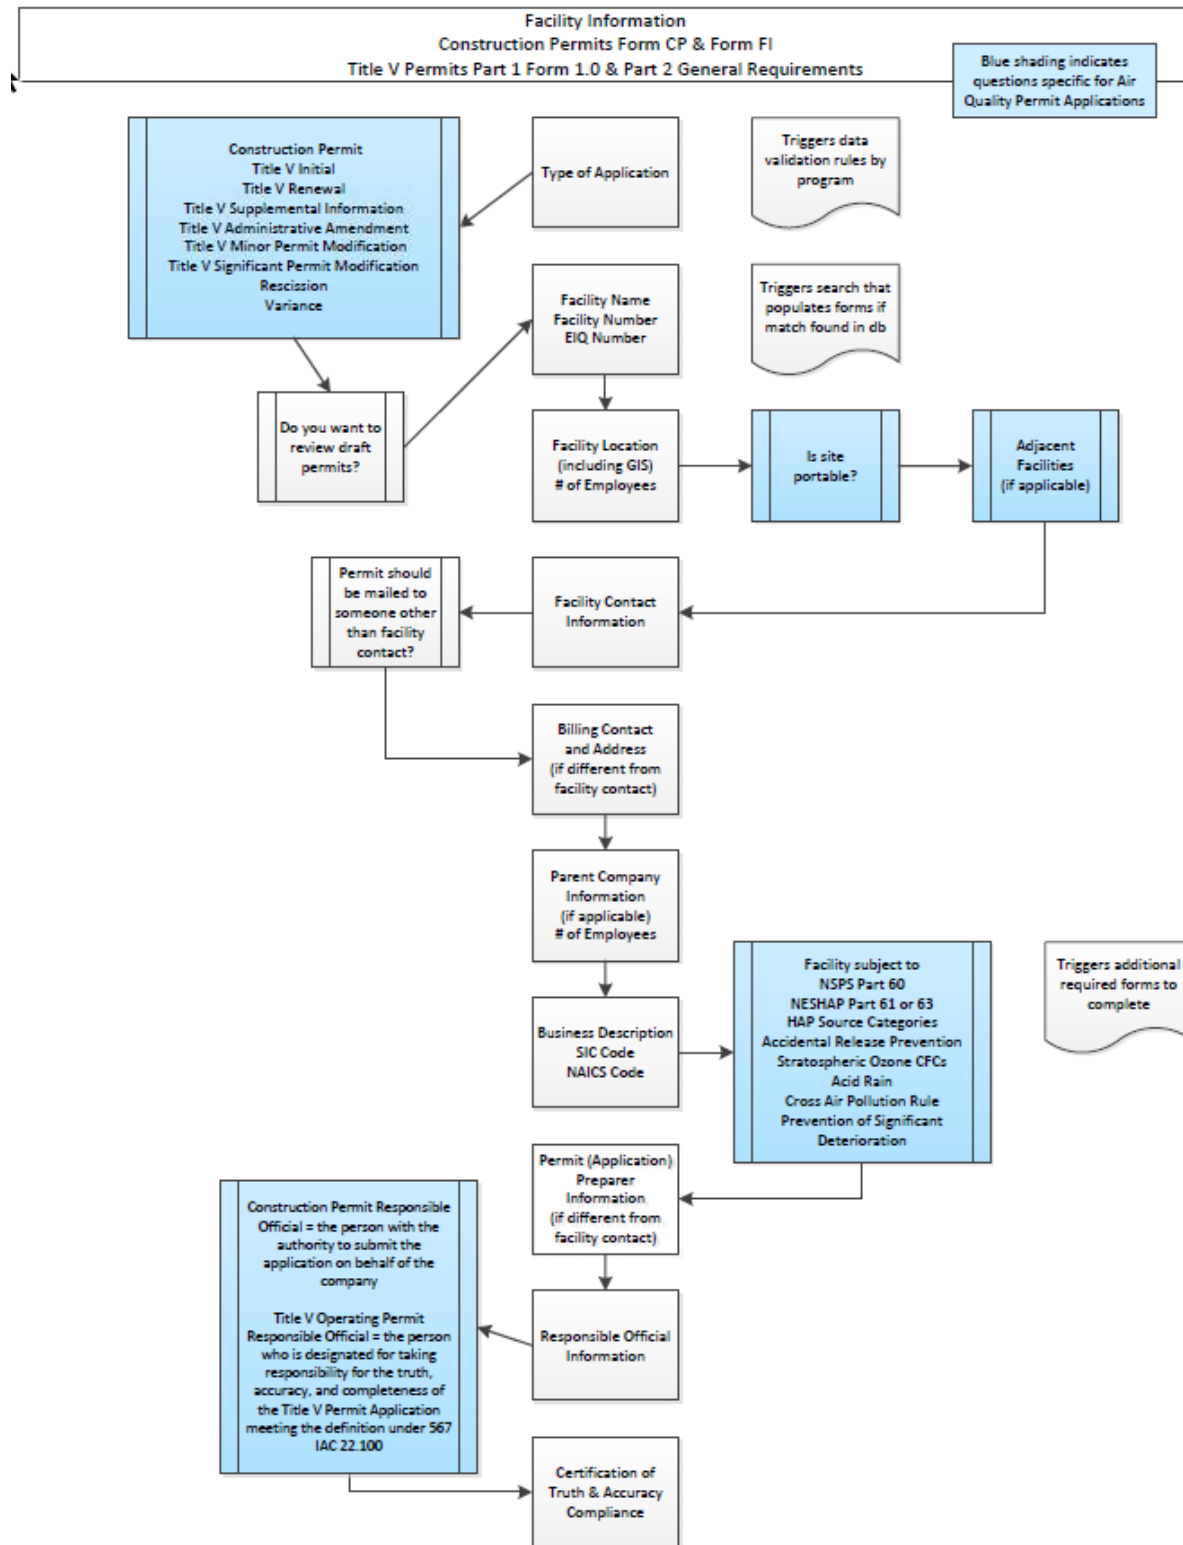 Facility Information
Construction Permits Form CP & Form FI
Title V Permits Part 1 Form 1.0 & Part 2 General Requirements
Blue shading indicates
questions specific for Air
Quality Permit Applications
Construction Permit
Title V Initial
Title V Renewal
Title V Supplemental Information
Title V Administrative Amendment
Title V Minor Permit Modification
Title V Significant Permit Modification
Rescission
Variance
Type of Application
Triggers data
validation rules by
program
Facility Name
Facility Number
EIQ Number
Triggers search that
populates forms if
match found in db
Do you want to
review draft
permits?
Facility Location
(including GIS)
# of Employees
Is site
portable?
Adjacent
Facilities
(if applicable)
Permit should
be mailed to
someone other
than facility
contact?
Facility Contact
Information
Billing Contact
and Address
(if different from
facility contact)
Parent Company
Information
(if applicable)
# of Employees
Business Description
SIC Code
NAICS Code
Facility subject to
NSPS Part 60
NESHAP Part 61 or 63
HAP Source Categories
Accidental Release Prevention
Stratospheric Ozone CFCs
Acid Rain
Cross Air Pollution Rule
Prevention of Significant
Deterioration
Triggers additional
required forms to
complete
Permit (Application)
Preparer
Information
(if different from
facility contact)
Construction Permit Responsible
Official = the person with the
authority to submit the
application on behalf of the
company
Title V Operating Permit
Responsible Official = the person
who is designated for taking
responsibility for the truth,
accuracy, and completeness of
the Title V Permit Application
meeting the definition under 567
IAC 22.100
Responsible Official
Information
Certification of
Truth & Accuracy
Compliance